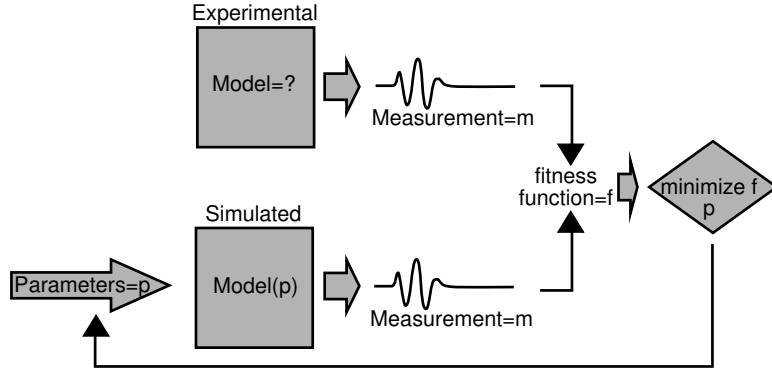 Experimental
Model=?
Measurement=m
fitness
function=f
minimize f
p
Simulated
Parameters=p
Model(p)
Measurement=m